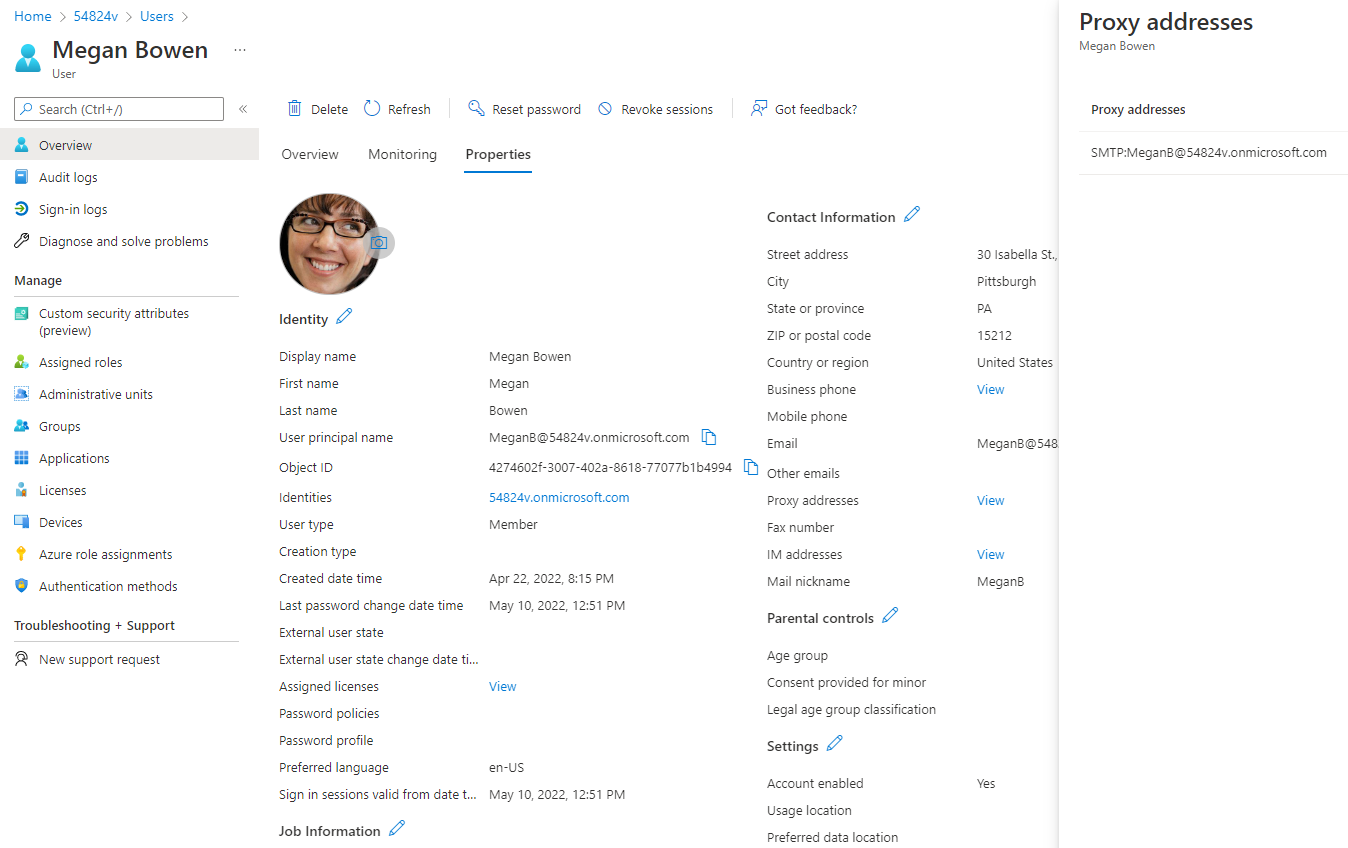 Home > 54824v > Users >
Megan Bowen ...
User
Search (Ctrl+/) «
Overview
Audit logs
Sign-in logs
Diagnose and solve problems
Manage
Custom security attributes
(preview)
Assigned roles
Administrative units
Groups
Applications
Licenses
Devices
Azure role assignments
Authentication methods
Troubleshooting + Support
New support request
Delete Refresh Reset password Revoke sessions Got feedback?
Overview Monitoring Properties
Identity
Display name Megan Bowen
First name Megan
Last name Bowen
User principal name MeganB@54824v.onmicrosoft.com
Object ID 4274602f-3007-402a-8618-77077b1b4994
Identities 54824v.onmicrosoft.com
User type Member
Creation type
Created date time Apr 22, 2022, 8:15 PM
Last password change date time May 10, 2022, 12:51 PM
External user state
External user state change date ti...
Assigned licenses View
Password policies
Password profile
Preferred language en-US
Sign in sessions valid from date t... May 10, 2022, 12:51 PM
Job Information
Contact Information
Street address 30 Isabella St.,
City Pittsburgh
State or province PA
ZIP or postal code 15212
Country or region United States
Business phone View
Mobile phone
Email MeganB@548
Other emails
Proxy addresses View
Fax number
IM addresses View
Mail nickname MeganB
Parental controls
Age group
Consent provided for minor
Legal age group classification
Settings
Account enabled Yes
Usage location
Preferred data location
Proxy addresses
Megan Bowen
Proxy addresses
SMTP:MeganB@54824v.onmicrosoft.com